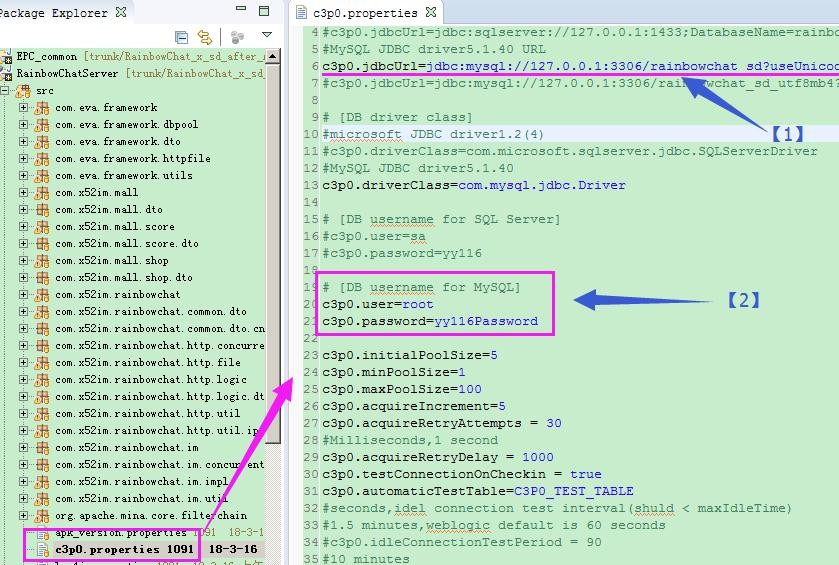 Package Explorer
EPC_common [trunk/RainbowChat_x_sd_after_
RainbowChatServer [trunk/RainbowChat_x_sd_
src
com.eva.framework
com.eva.framework.dbpool
com.eva.framework.dto
com.eva.framework.httpfile
com.eva.framework.utils
com.x52im.mall
com.x52im.mall.dto
com.x52im.mall.score
com.x52im.mall.score.dto
com.x52im.mall.shop
com.x52im.mall.shop.dto
com.x52im.rainbowchat
com.x52im.rainbowchat.common.dto
com.x52im.rainbowchat.common.dto.cn
com.x52im.rainbowchat.http.concurre
com.x52im.rainbowchat.http.file
com.x52im.rainbowchat.http.logic
com.x52im.rainbowchat.http.logic.dt
com.x52im.rainbowchat.http.util
com.x52im.rainbowchat.http.util.ip
com.x52im.rainbowchat.im
com.x52im.rainbowchat.im.concurrent
com.x52im.rainbowchat.im.impl
com.x52im.rainbowchat.im.util
org.apache.mina.core.filterchain
apk_version.properties 1091 18-3-1
c3p0.properties 1091 18-3-16
c3p0.properties
4 #c3p0.jdbcUrl=jdbc:sqlserver://127.0.0.1:1433;DatabaseName=rainbo
5 #MySQL JDBC driver5.1.40 URL
6 c3p0.jdbcUrl=jdbc:mysql://127.0.0.1:3306/rainbowchat_sd?useUnicod
7 #c3p0.jdbcUrl=jdbc:mysql://127.0.0.1:3306/rainbowchat_sd_utf8mb4?
8
9 # [DB driver class]
10 #microsoft JDBC driver1.2(4)
【1】
11 #c3p0.driverClass=com.microsoft.sqlserver.jdbc.SQLServerDriver
12 #MySQL JDBC driver5.1.40
13 c3p0.driverClass=com.mysql.jdbc.Driver
14
15 # [DB username for SQL Server]
16 #c3p0.user=sa
17 #c3p0.password=yy116
18
19 # [DB username for MySQL]
20 c3p0.user=root
【2】
21 c3p0.password=yy116Password
22
23 c3p0.initialPoolSize=5
24 c3p0.minPoolSize=1
25 c3p0.maxPoolSize=100
26 c3p0.acquireIncrement=5
27 c3p0.acquireRetryAttempts = 30
28 #Milliseconds,1 second
29 c3p0.acquireRetryDelay = 1000
30 c3p0.testConnectionOnCheckin = true
31 c3p0.automaticTestTable=C3P0_TEST_TABLE
32 #seconds,idel connection test interval(shuld < maxIdleTime)
33 #1.5 minutes,weblogic default is 60 seconds
34 #c3p0.idleConnectionTestPeriod = 90
35 #10 minutes